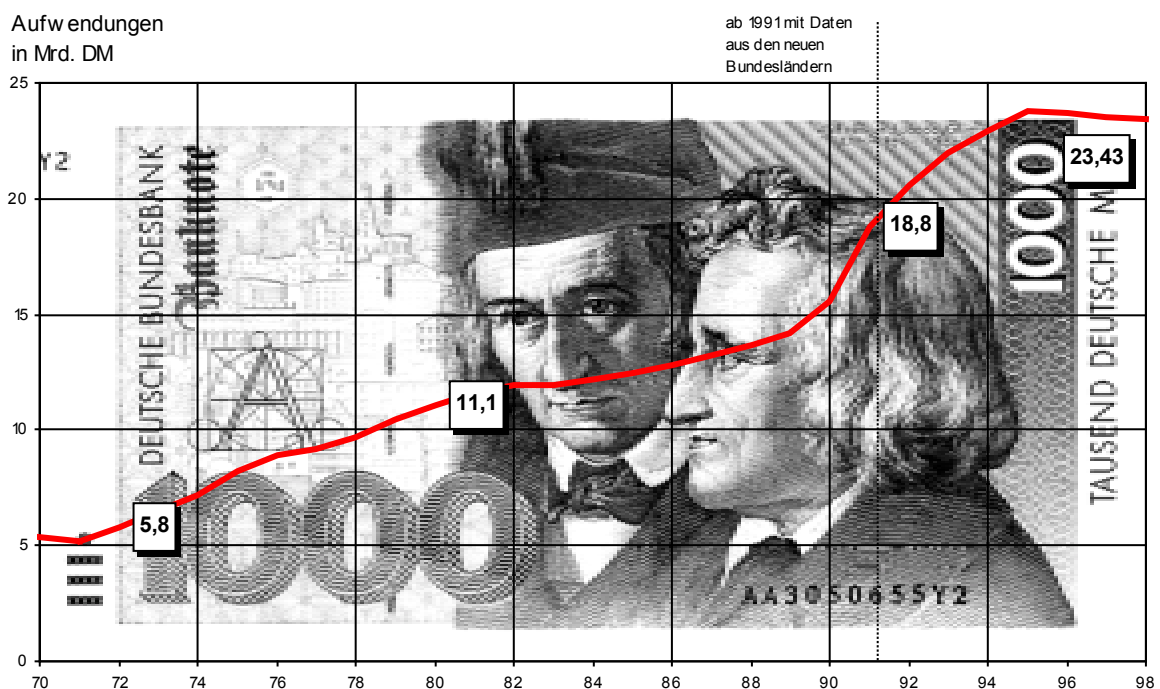 Aufwendungen
in Mrd. DM
ab 1991 mit Daten
aus den neuen
Bundesländern
25
20
15
10
5
0
Y2
DEUTSCHE BUNDESBANK
Banknote
1000
1000
TAUSEND DEUTSCHE M
AA3050655Y2
5,8
11,1
18,8
23,43
70 72 74 76 78 80 82 84 86 88 90 92 94 96 98